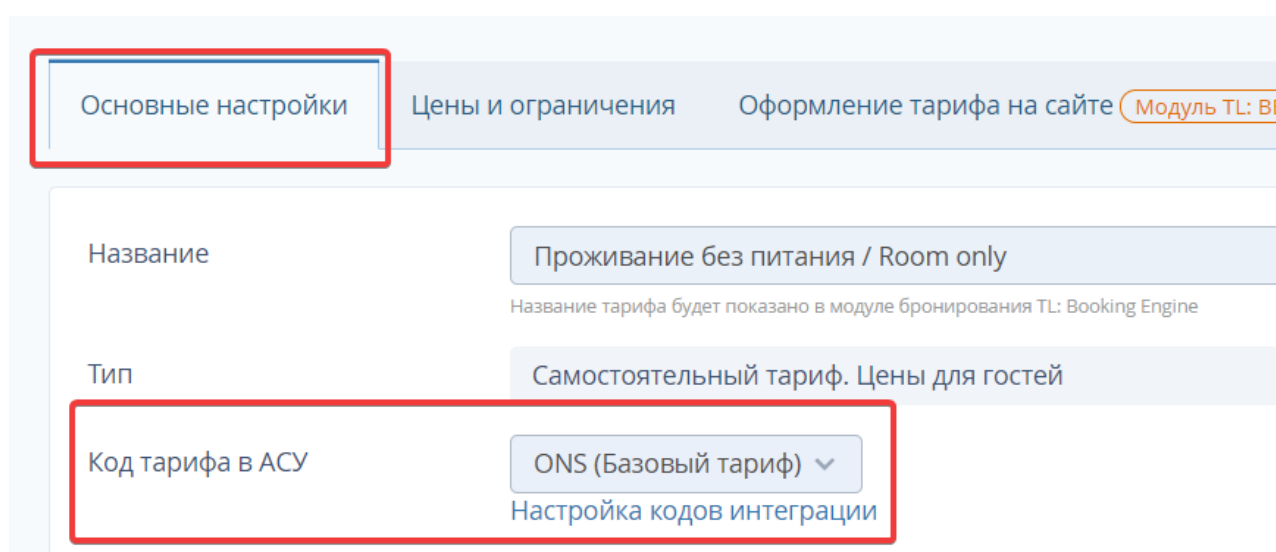 Основные настройки Цены и ограничения Оформление тарифа на сайте Модуль TL:
Название Проживание без питания / Room only
Название тарифа будет показано в модуле бронирования TL: Booking Engine
Тип Самостоятельный тариф. Цены для гостей
Код тарифа в АСУ ONS (Базовый тариф)
Настройка кодов интеграции